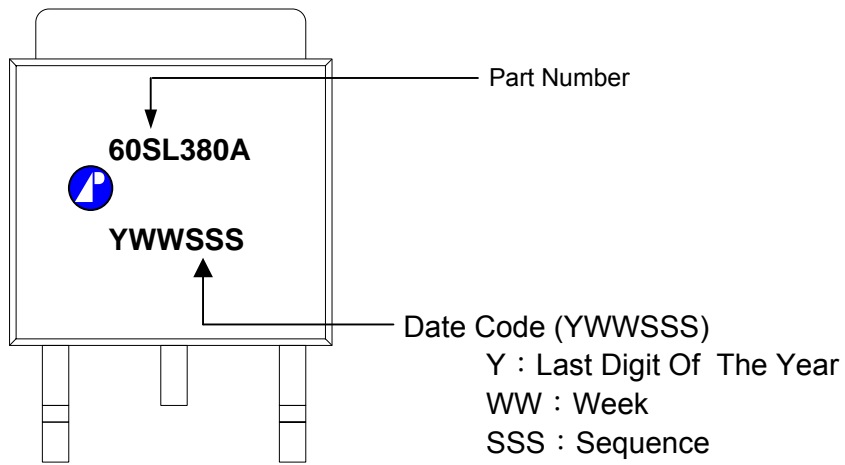 Part Number
60SL380A
YWWSSS
Date Code (YWWSSS)
Y：Last Digit Of The Year
WW：Week
SSS：Sequence